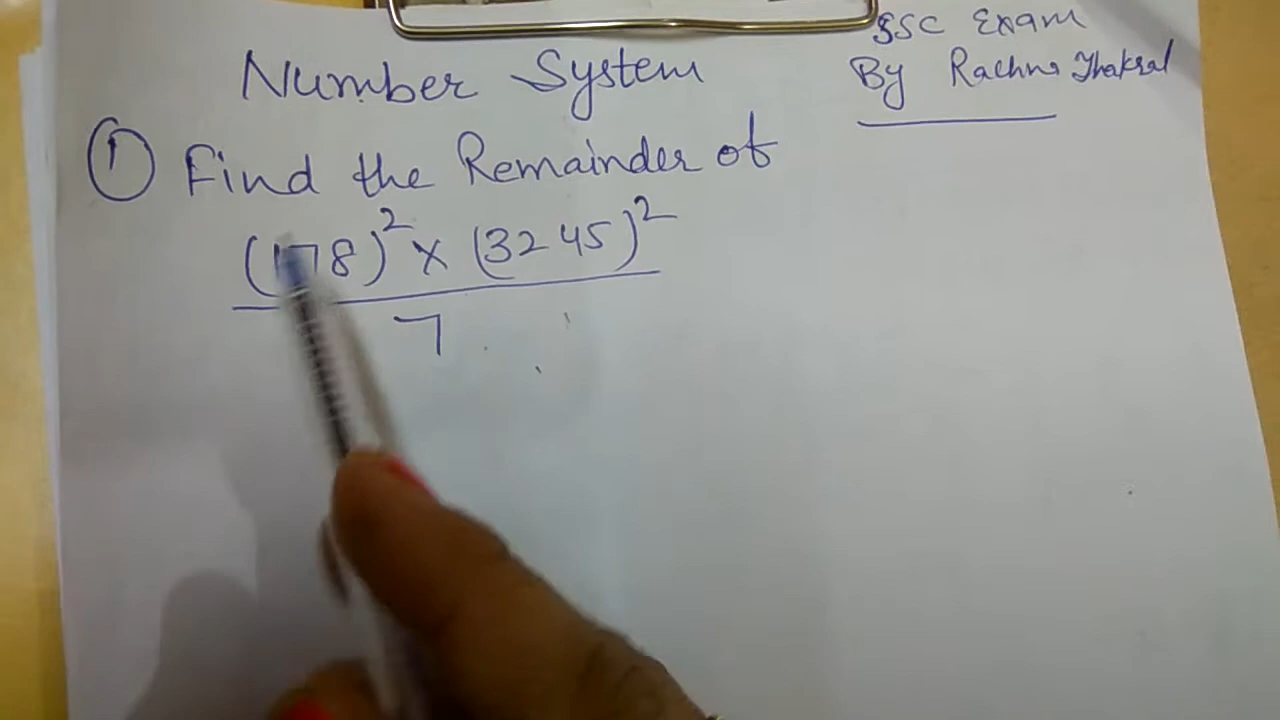 SSC Exam
By Rachna Thakral
Number System
① Find the Remainder of
(178)² × (3245)²
7